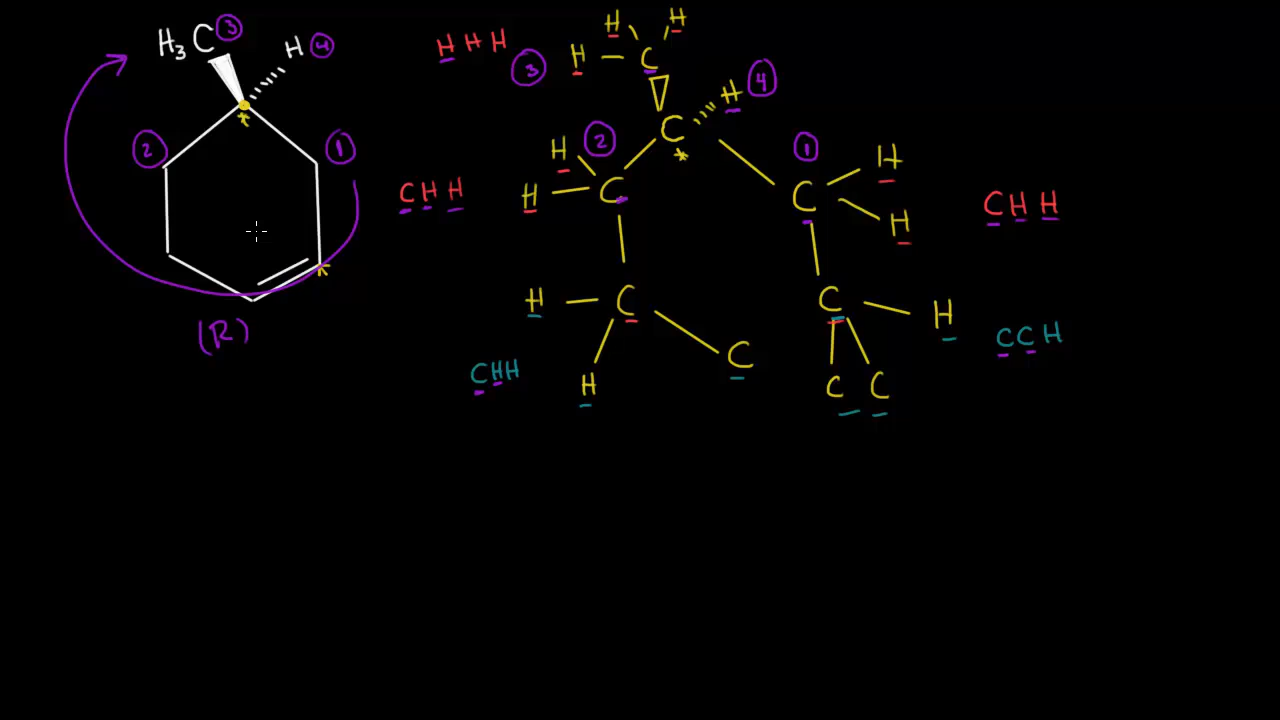 H₃C ③ H ④
② ①
*
*
(R)
H H H ③
H H
H C
C * H ④
② ①
C H H H H C C H H C H H
H C C H
C H H H C C C H
H C C